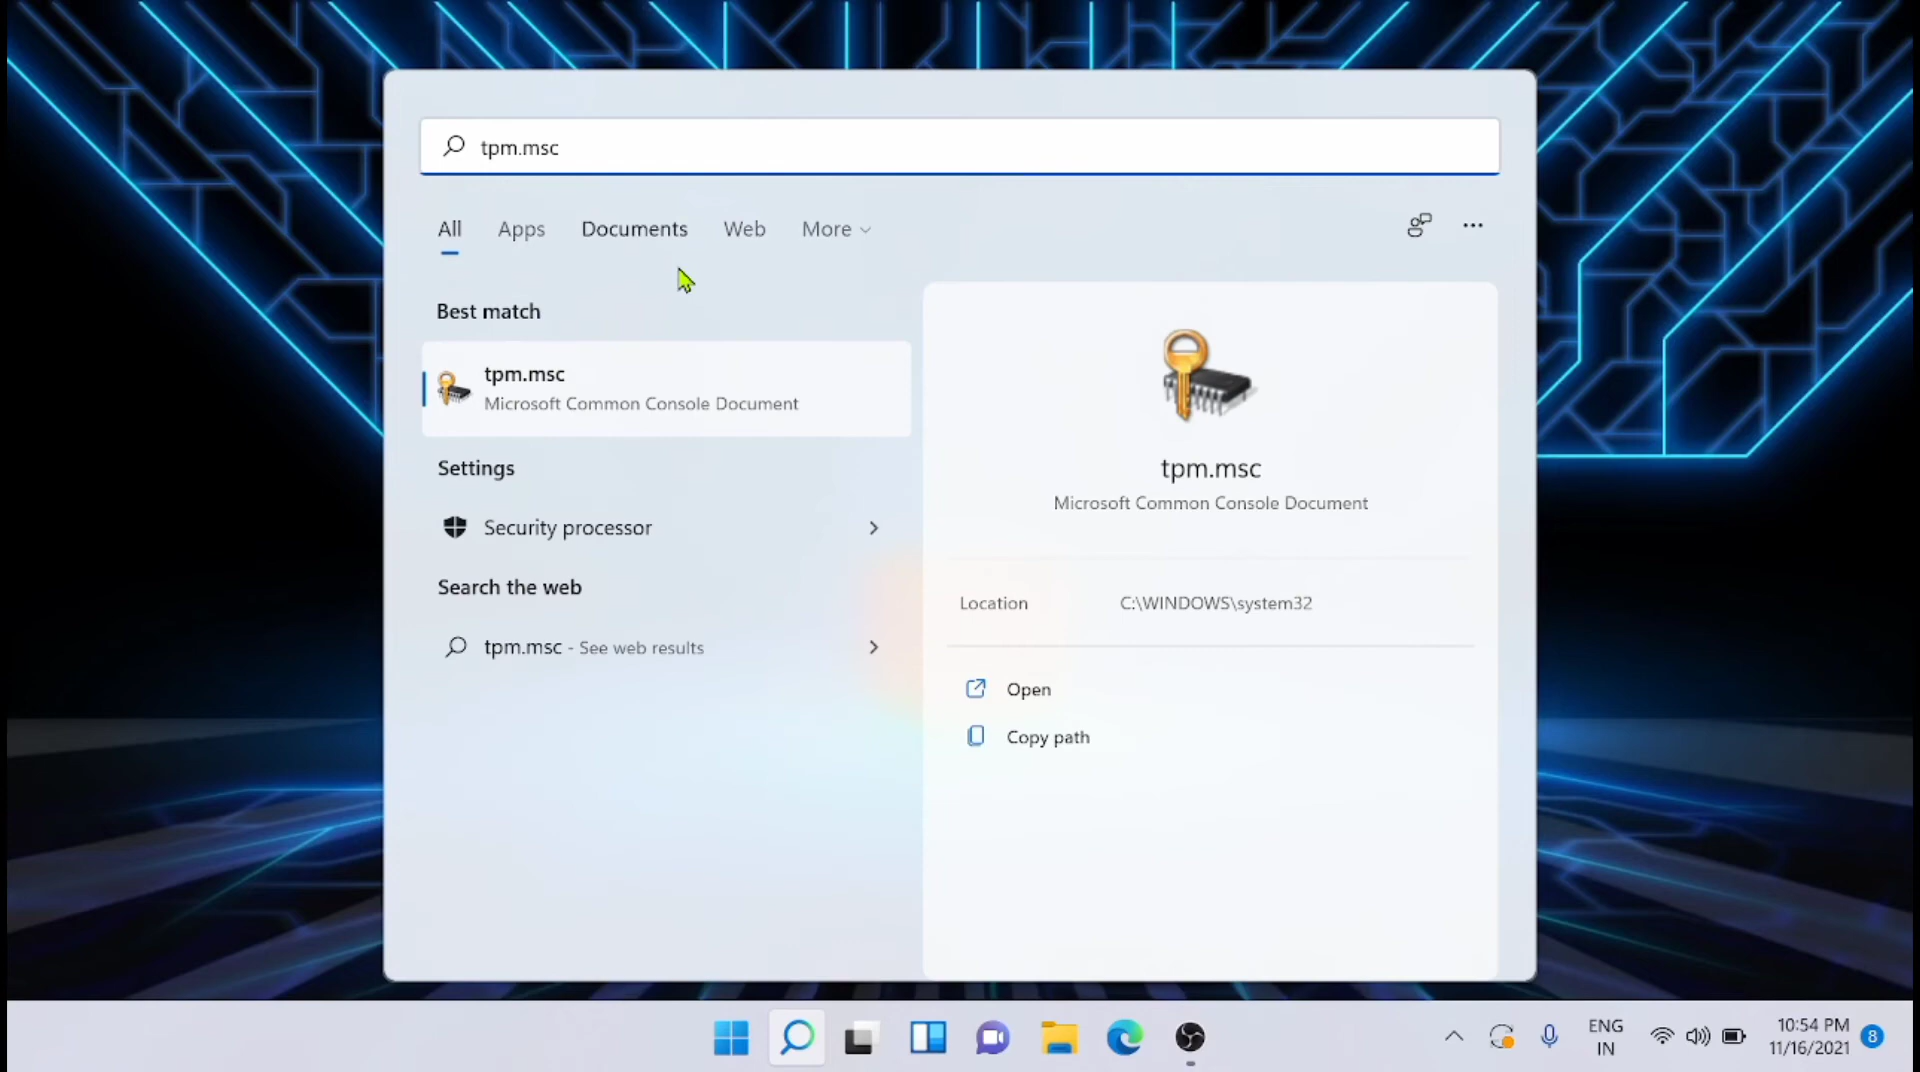 tpm.msc
All Apps Documents Web More
Best match
tpm.msc
Microsoft Common Console Document
Settings
Security processor
Search the web
tpm.msc - See web results
tpm.msc
Microsoft Common Console Document
Location C:\WINDOWS\system32
Open
Copy path
ENG
IN
10:54 PM
11/16/2021
8